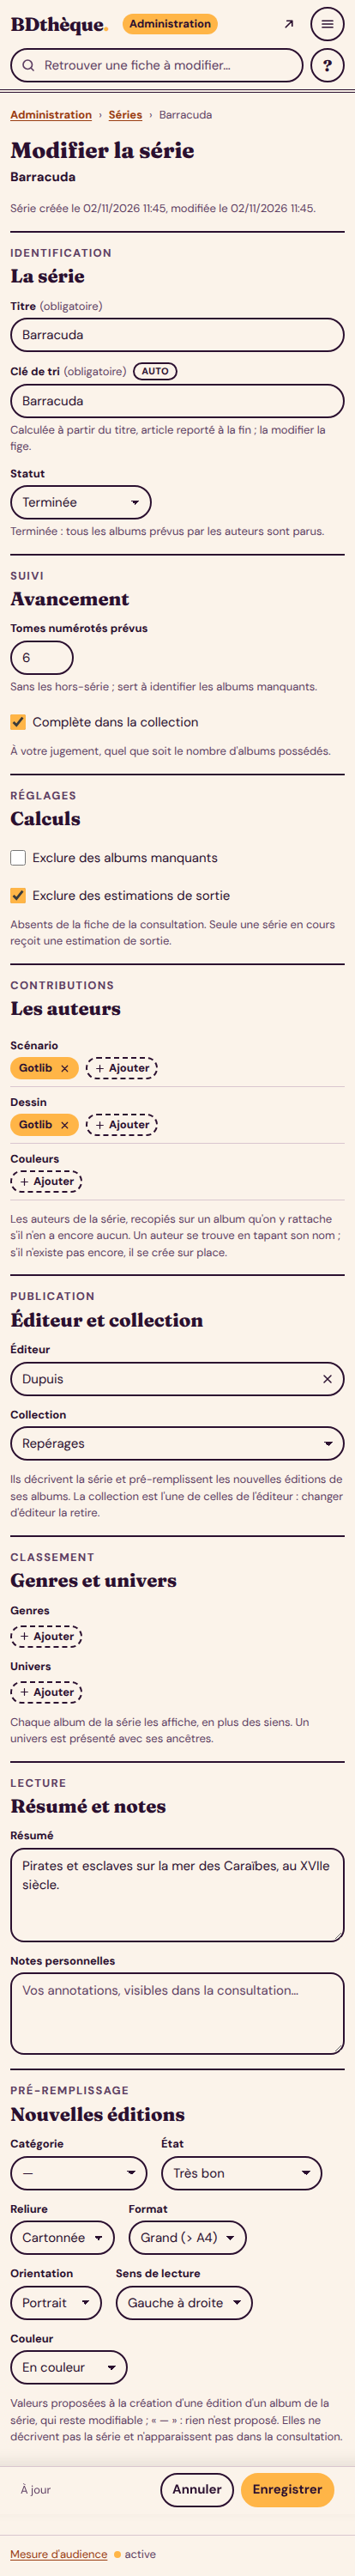 BDthèque. Administration
Retrouver une fiche à modifier... ?
Administration › Séries › Barracuda
Modifier la série
Barracuda
Série créée le 02/11/2026 11:45, modifiée le 02/11/2026 11:45.
IDENTIFICATION
La série
Titre (obligatoire)
Barracuda
Clé de tri (obligatoire) AUTO
Barracuda
Calculée à partir du titre, article reporté à la fin ; la modifier la
fige.
Statut
Terminée
Terminée : tous les albums prévus par les auteurs sont parus.
SUIVI
Avancement
Tomes numérotés prévus
6
Sans les hors-série ; sert à identifier les albums manquants.
Complète dans la collection
À votre jugement, quel que soit le nombre d'albums possédés.
RÉGLAGES
Calculs
Exclure des albums manquants
Exclure des estimations de sortie
Absents de la fiche de la consultation. Seule une série en cours
reçoit une estimation de sortie.
CONTRIBUTIONS
Les auteurs
Scénario
Gotlib × + Ajouter
Dessin
Gotlib × + Ajouter
Couleurs
+ Ajouter
Les auteurs de la série, recopiés sur un album qu'on y rattache
s'il n'en a encore aucun. Un auteur se trouve en tapant son nom ;
s'il n'existe pas encore, il se crée sur place.
PUBLICATION
Éditeur et collection
Éditeur
Dupuis ×
Collection
Repérages
Ils décrivent la série et pré-remplissent les nouvelles éditions de
ses albums. La collection est l'une de celles de l'éditeur : changer
d'éditeur la retire.
CLASSEMENT
Genres et univers
Genres
+ Ajouter
Univers
+ Ajouter
Chaque album de la série les affiche, en plus des siens. Un
univers est présenté avec ses ancêtres.
LECTURE
Résumé et notes
Résumé
Pirates et esclaves sur la mer des Caraïbes, au XVIIe
siècle.
Notes personnelles
Vos annotations, visibles dans la consultation...
PRÉ-REMPLISSAGE
Nouvelles éditions
Catégorie État
— Très bon
Reliure Format
Cartonnée Grand (> A4)
Orientation Sens de lecture
Portrait Gauche à droite
Couleur
En couleur
Valeurs proposées à la création d'une édition d'un album de la
série, qui reste modifiable ; « — » : rien n'est proposé. Elles ne
décrivent pas la série et n'apparaissent pas dans la consultation.
À jour Annuler Enregistrer
Mesure d'audience active